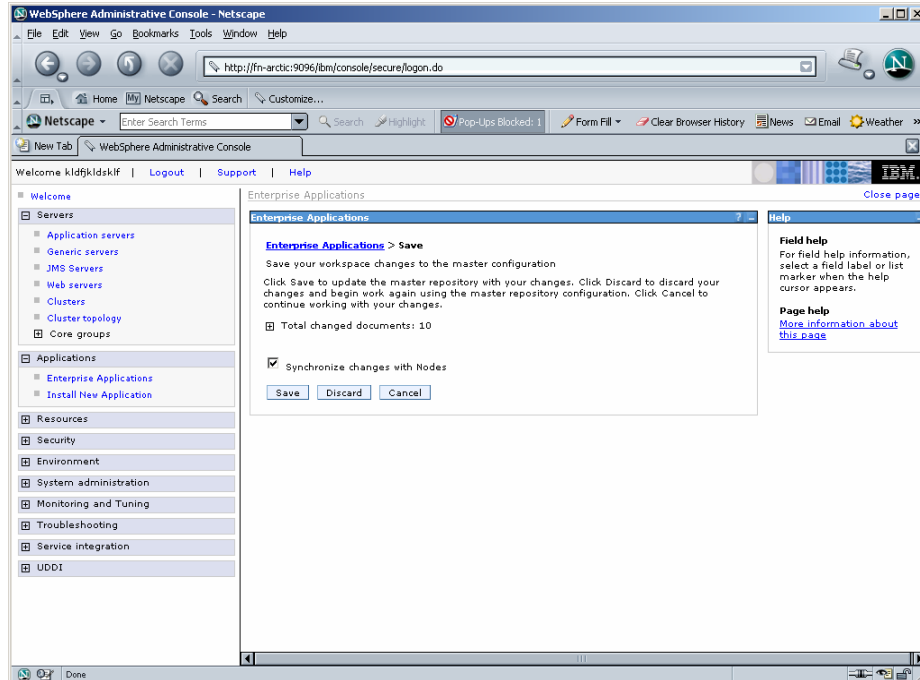 WebSphere Administrative Console - Netscape
File Edit View Go Bookmarks Tools Window Help
http://fn-arctic:9096/ibm/console/secure/logon.do
Home My Netscape Search Customize...
Netscape Enter Search Terms Search Highlight Pop-Ups Blocked: 1 Form Fill Clear Browser History News Email Weather »
New Tab WebSphere Administrative Console
Welcome kldfjkldsklf | Logout | Support | Help IBM.
Welcome
Servers
Application servers
Generic servers
JMS Servers
Web servers
Clusters
Cluster topology
Core groups
Applications
Enterprise Applications
Install New Application
Resources
Security
Environment
System administration
Monitoring and Tuning
Troubleshooting
Service integration
UDDI
Enterprise Applications Close page
Enterprise Applications ? -
Enterprise Applications > Save
Save your workspace changes to the master configuration
Click Save to update the master repository with your changes. Click Discard to discard your
changes and begin work again using the master repository configuration. Click Cancel to
continue working with your changes.
Total changed documents: 10
Synchronize changes with Nodes
Save Discard Cancel
Help
Field help
For field help information,
select a field label or list
marker when the help
cursor appears.
Page help
More information about
this page
Done